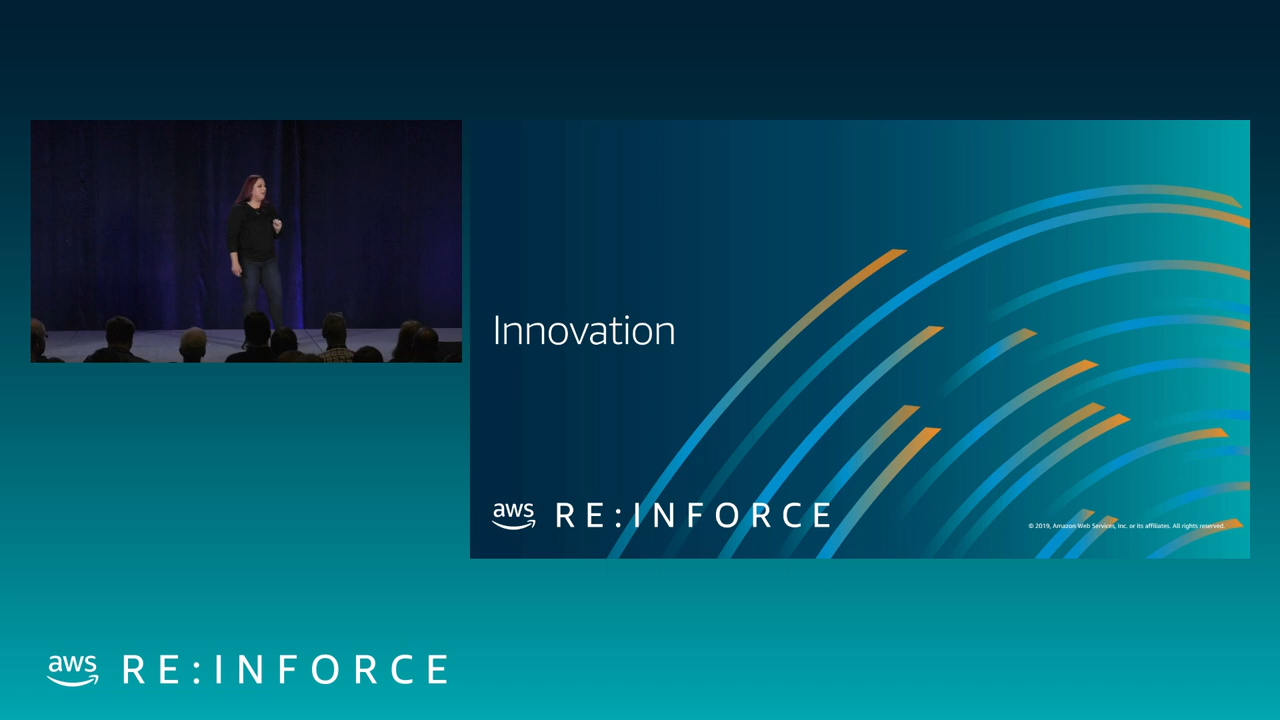 Innovation
aws RE:INFORCE
© 2019, Amazon Web Services, Inc. or its affiliates. All rights reserved.
aws RE:INFORCE